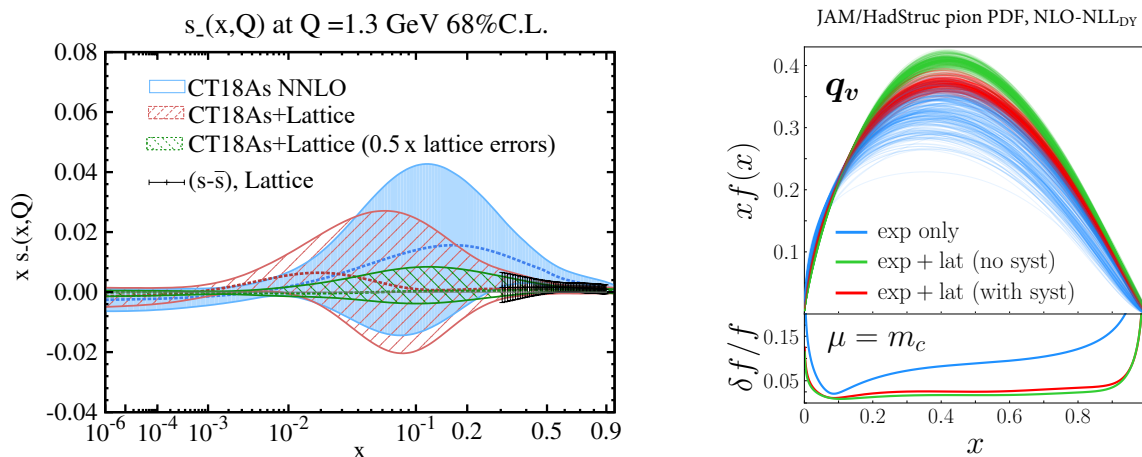 s_(x,Q) at Q =1.3 GeV 68%C.L.
0.08
0.06
0.04
0.02
0.00
-0.02
-0.04
x s-(x,Q)
CT18As NNLO
CT18As+Lattice
CT18As+Lattice (0.5 x lattice errors)
(s-s̅), Lattice
10⁻⁶ 10⁻⁴ 10⁻³ 10⁻² 10⁻¹ 0.2 0.5 0.9
x
JAM/HadStruc pion PDF, NLO-NLL_DY
q_v
0.4
0.3
0.2
0.1
x f(x)
exp only
exp + lat (no syst)
exp + lat (with syst)
μ = m_c
0.15
0.05
δf/f
0 0.2 0.4 0.6 0.8
x